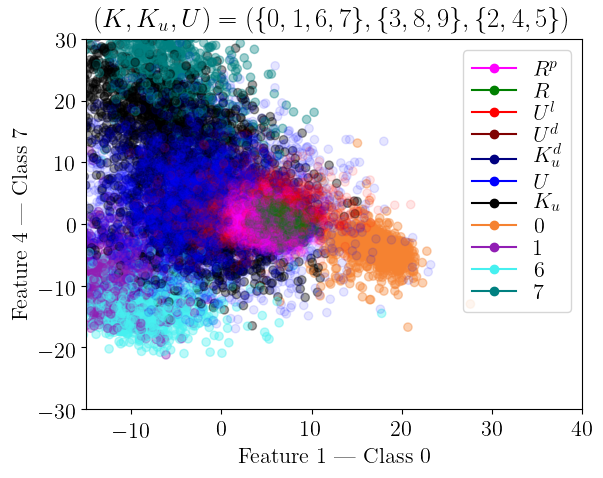 (K, K_u, U) = ({0, 1, 6, 7}, {3, 8, 9}, {2, 4, 5})
30
20
10
0
−10
−20
−30
Feature 4 — Class 7
R^p
R
U^l
U^d
K_u^d
U
K_u
0
1
6
7
−10
0
10
20
30
40
Feature 1 — Class 0